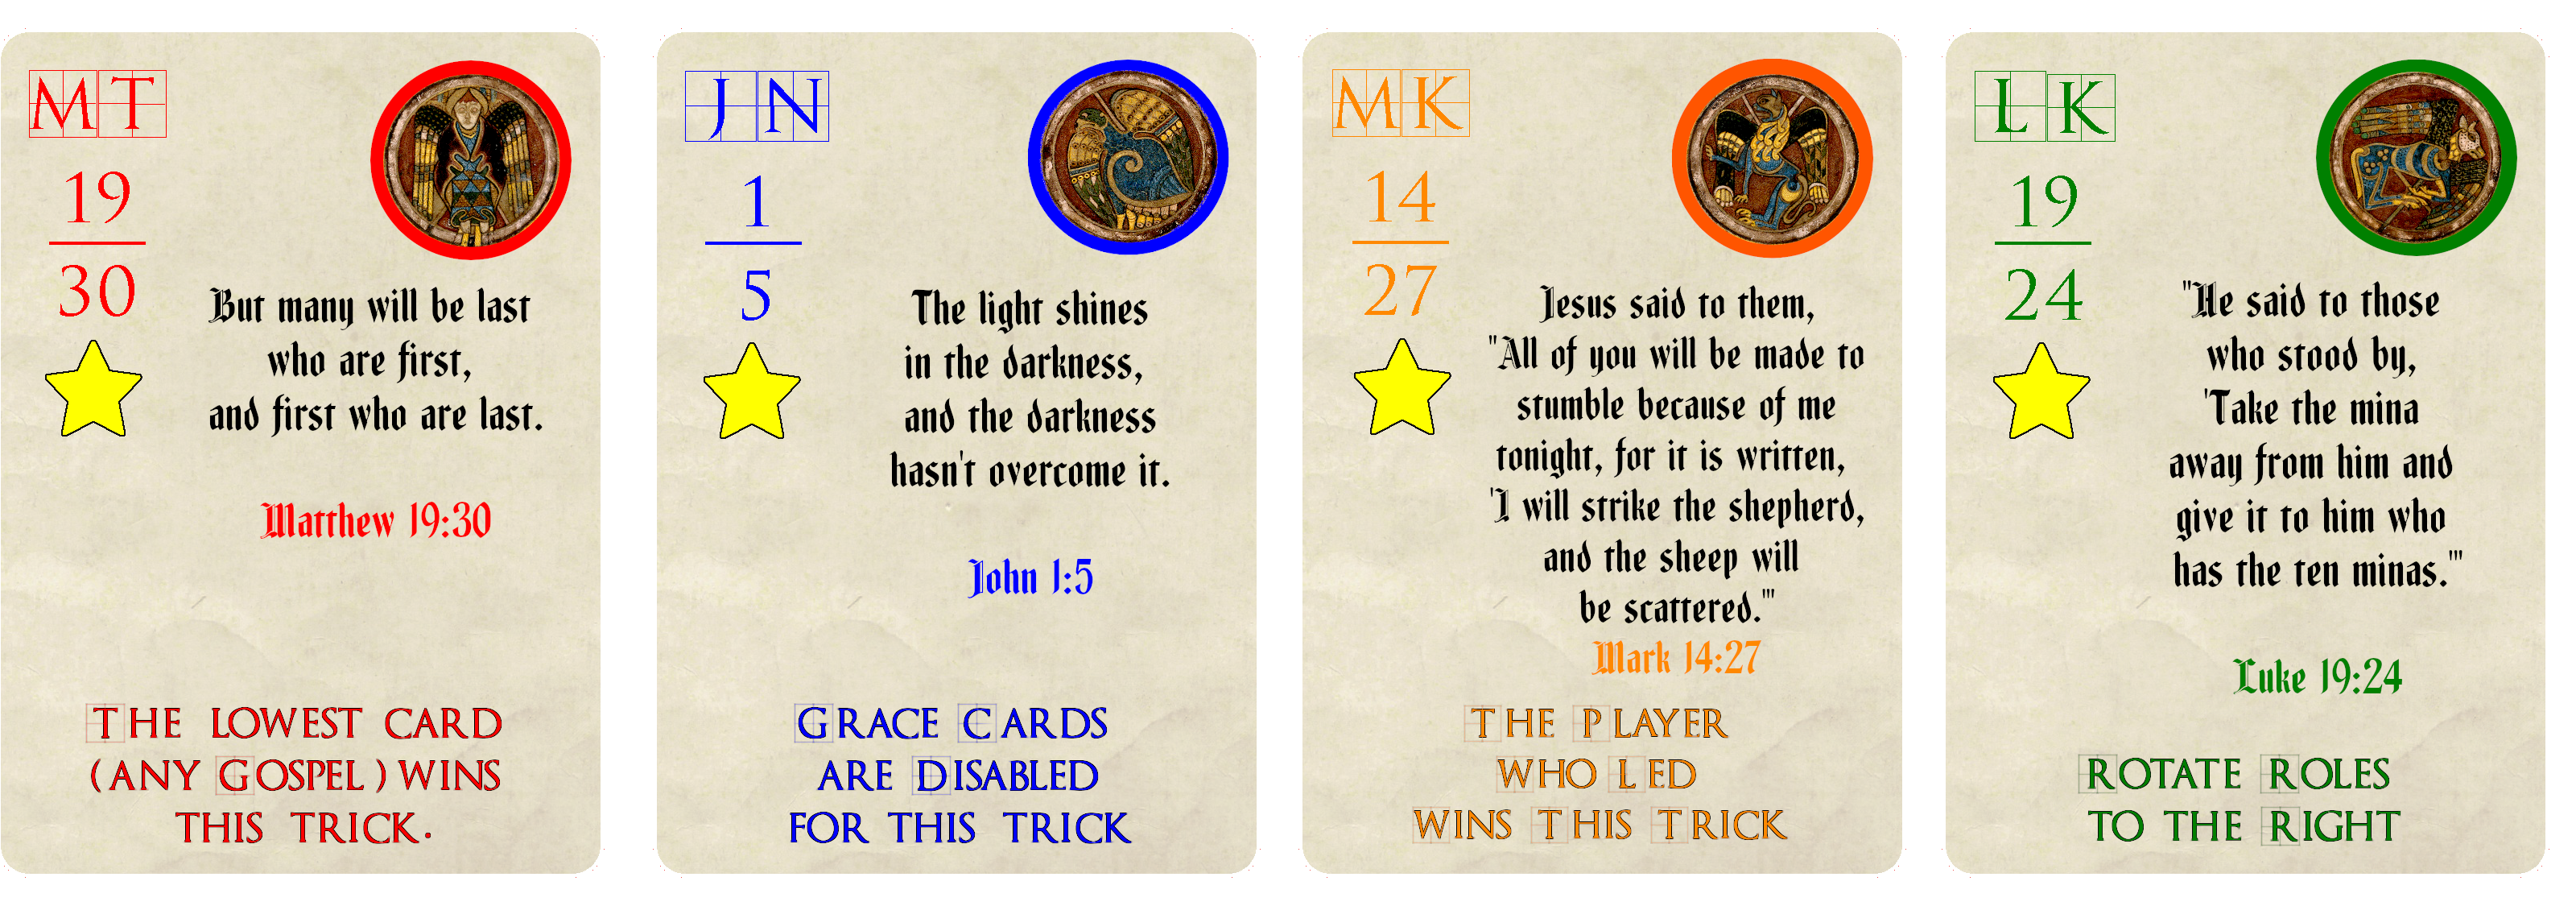 MT
19
30
But many will be last
who are first,
and first who are last.
Matthew 19:30
THE LOWEST CARD
(ANY GOSPEL) WINS
THIS TRICK.
JN
1
5
The light shines
in the darkness,
and the darkness
hasn't overcome it.
John 1:5
GRACE CARDS
ARE DISABLED
FOR THIS TRICK
MK
14
27
Jesus said to them,
"All of you will be made to
stumble because of me
tonight, for it is written,
'I will strike the shepherd,
and the sheep will
be scattered.'"
Mark 14:27
THE PLAYER
WHO LED
WINS THIS TRICK
LK
19
24
"He said to those
who stood by,
'Take the mina
away from him and
give it to him who
has the ten minas.'"
Luke 19:24
ROTATE ROLES
TO THE RIGHT